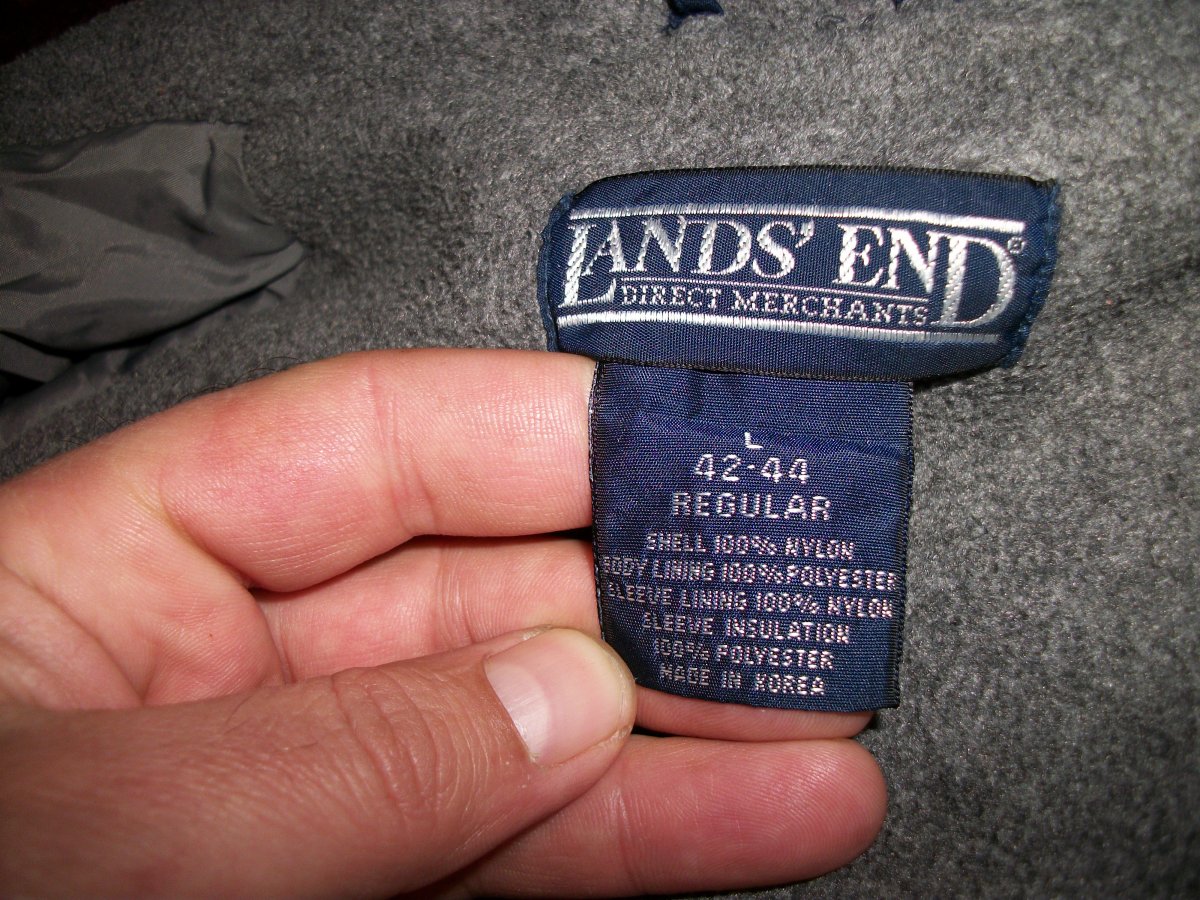 LANDS' END
DIRECT MERCHANTS
L
42-44
REGULAR
SHELL 100% NYLON
BODY LINING 100% POLYESTER
SLEEVE LINING 100% NYLON
SLEEVE INSULATION
100% POLYESTER
MADE IN KOREA